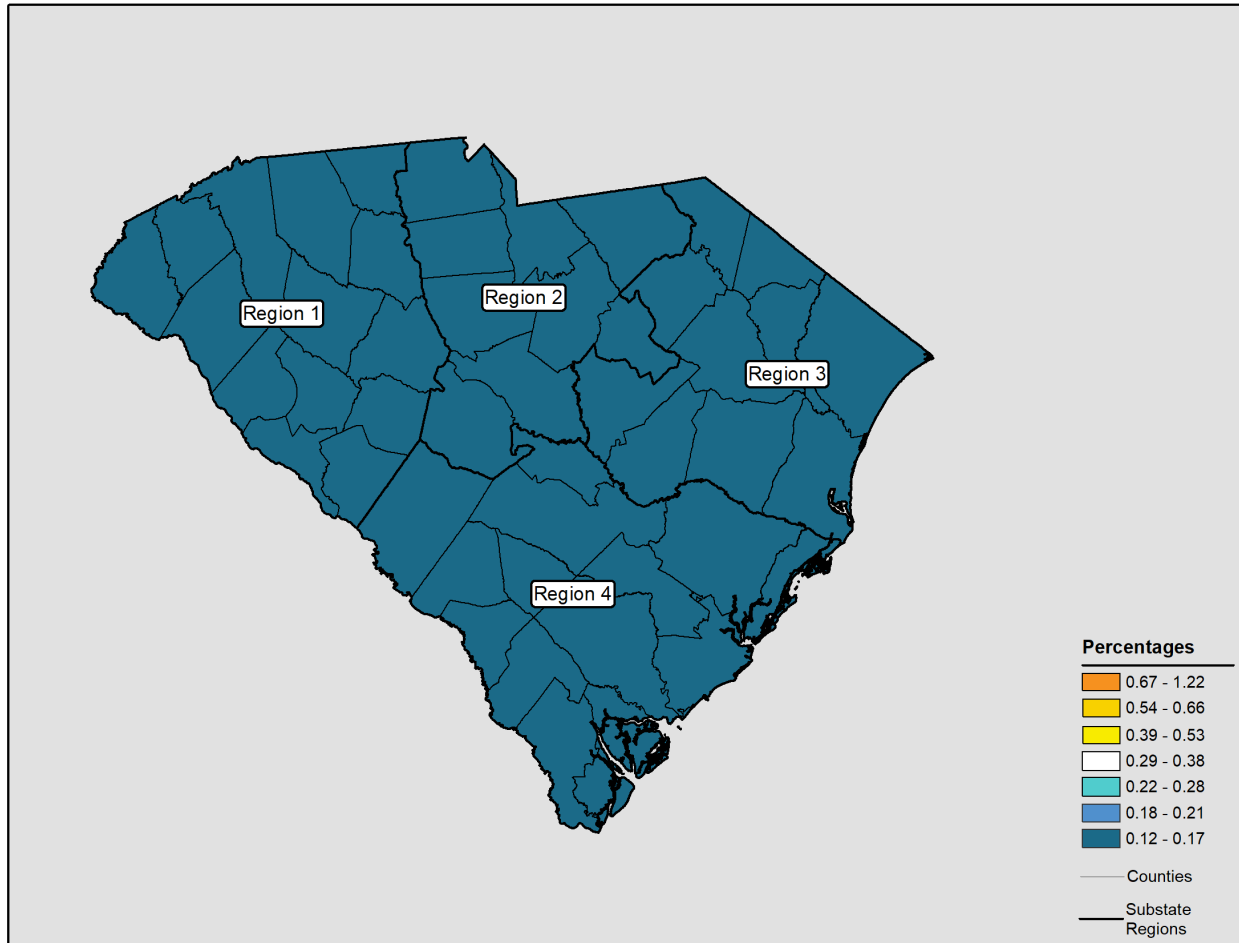 Region 2
Region 1
Region 3
Region 4
Percentages
0.67 - 1.22
0.54 - 0.66
0.39 - 0.53
0.29 - 0.38
0.22 - 0.28
0.18 - 0.21
0.12 - 0.17
Counties
Substate
Regions